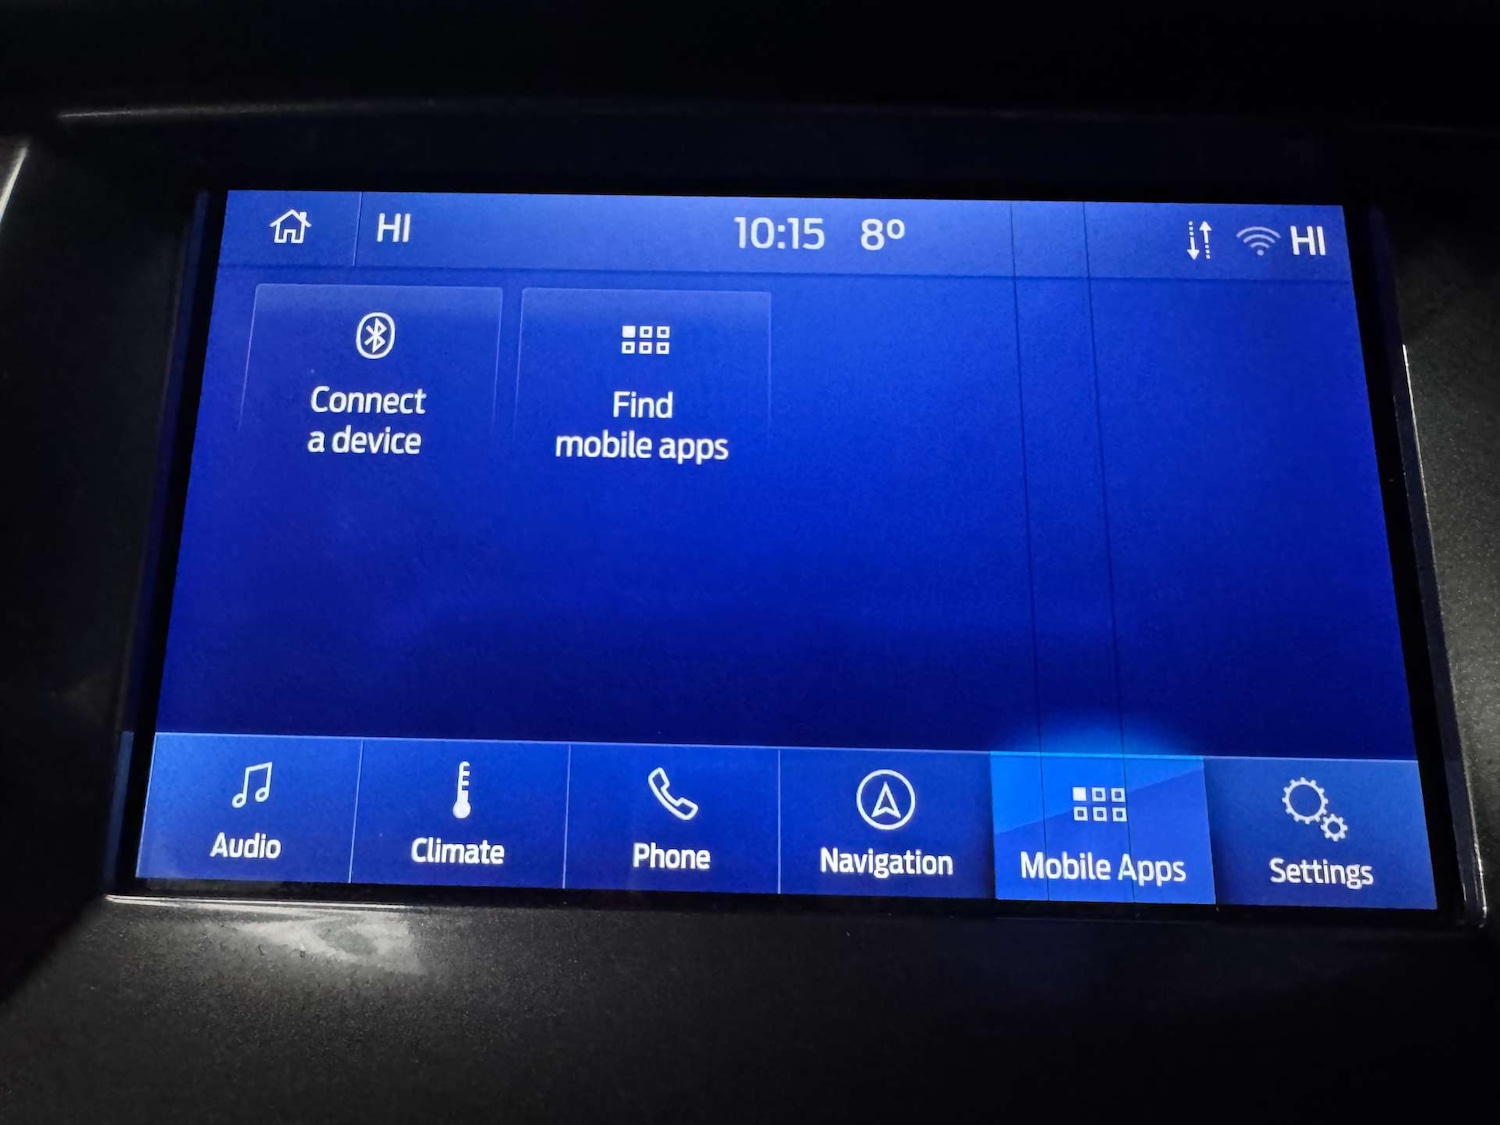 HI
10:15 8°
HI
Connect
a device
Find
mobile apps
Audio
Climate
Phone
Navigation
Mobile Apps
Settings